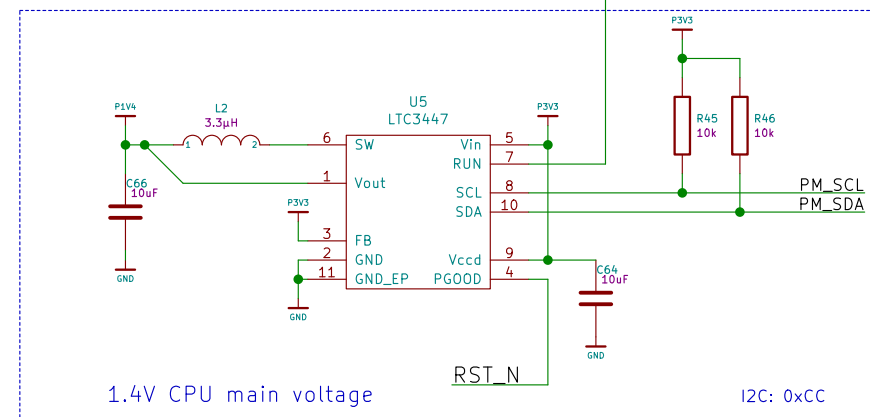 P3V3
R45
10k
R46
10k
P1V4
L2
3.3µH
1
2
U5
LTC3447
P3V3
6
SW
Vin
5
RUN
7
1
Vout
SCL
8
PM_SCL
SDA
10
PM_SDA
C66
10uF
P3V3
3
FB
2
GND
Vccd
9
11
GND_EP
PGOOD
4
C64
10uF
GND
GND
GND
RST_N
1.4V CPU main voltage
I2C: 0xCC